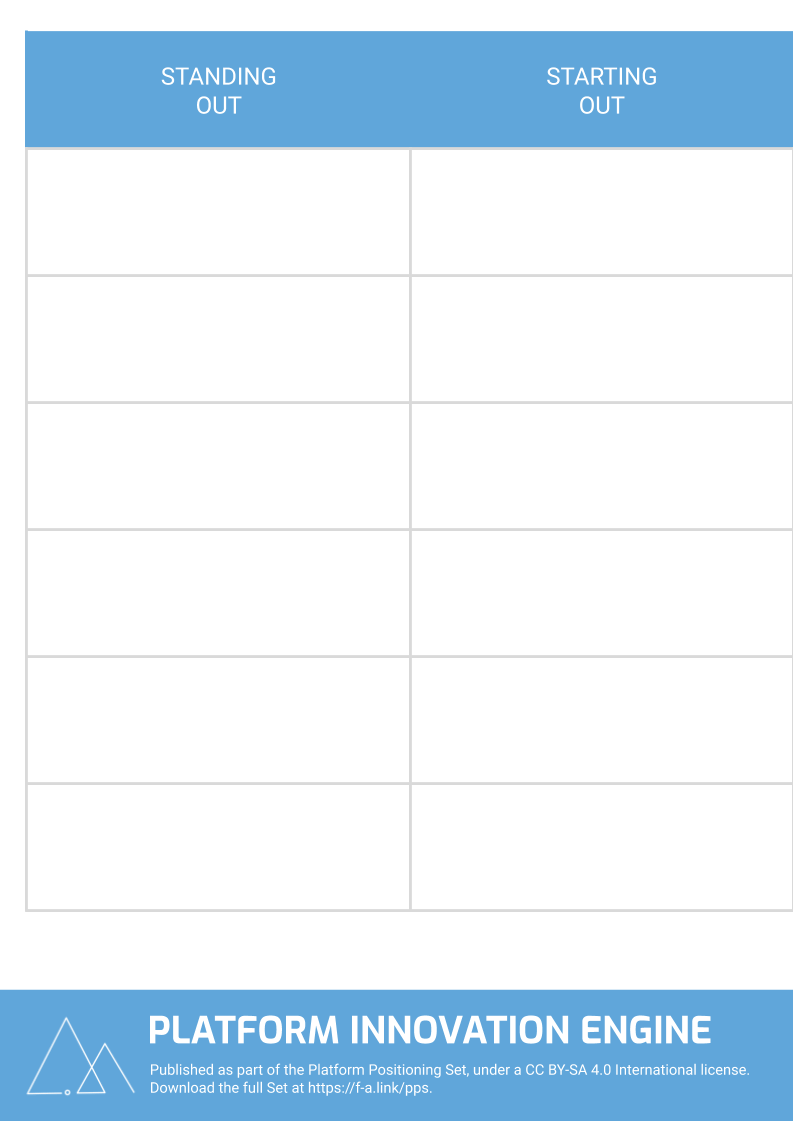 STANDING
OUT
STARTING
OUT
PLATFORM INNOVATION ENGINE
Published as part of the Platform Positioning Set, under a CC BY-SA 4.0 International license.
Download the full Set at https://f-a.link/pps.